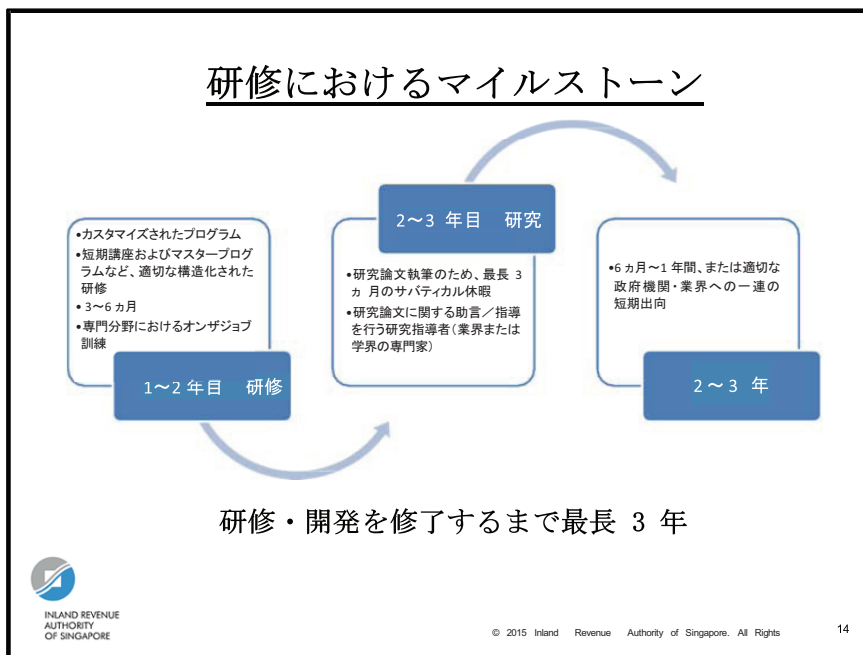 研修におけるマイルストーン
•カスタマイズされたプログラム
•短期講座およびマスタープログ
ラムなど、適切な構造化された
研修
• 3～6 ヵ月
•専門分野におけるオンザジョブ
訓練
1～2 年目 研修
2～3 年目 研究
•研究論文執筆のため、最長 3
ヵ 月のサバティカル休暇
•研究論文に関する助言／指導
を行う研究指導者（業界または
学界の専門家）
•6 ヵ月～1 年間、または適切な
政府機関・業界への一連の
短期出向
2 ～ 3 年
研修・開発を修了するまで最長 3 年
INLAND REVENUE
AUTHORITY
OF SINGAPORE
© 2015 Inland Revenue Authority of Singapore. All Rights
14